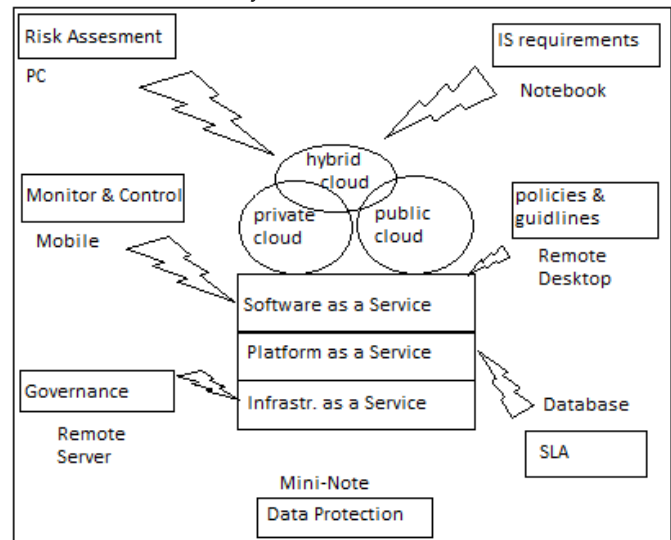 Risk Assesment
IS requirements
PC
Notebook
hybrid
cloud
Monitor & Control
private
cloud
public
cloud
policies &
guidlines
Mobile
Remote
Desktop
Software as a Service
Platform as a Service
Governance
Infrastr. as a Service
Database
Remote
Server
SLA
Mini-Note
Data Protection